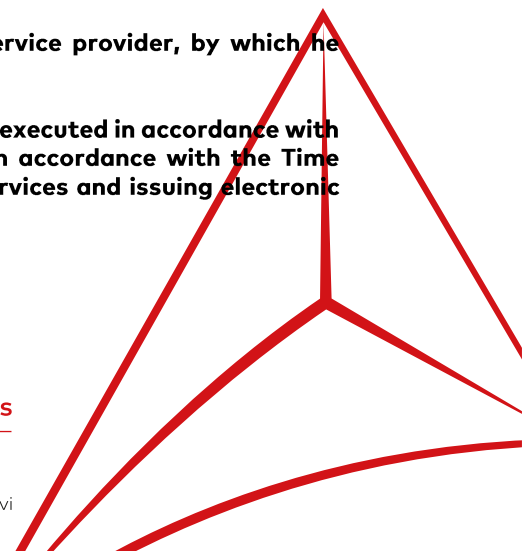 ervice provider, by which he
executed in accordance with
n accordance with the Time
rvices and issuing electronic
s
vi